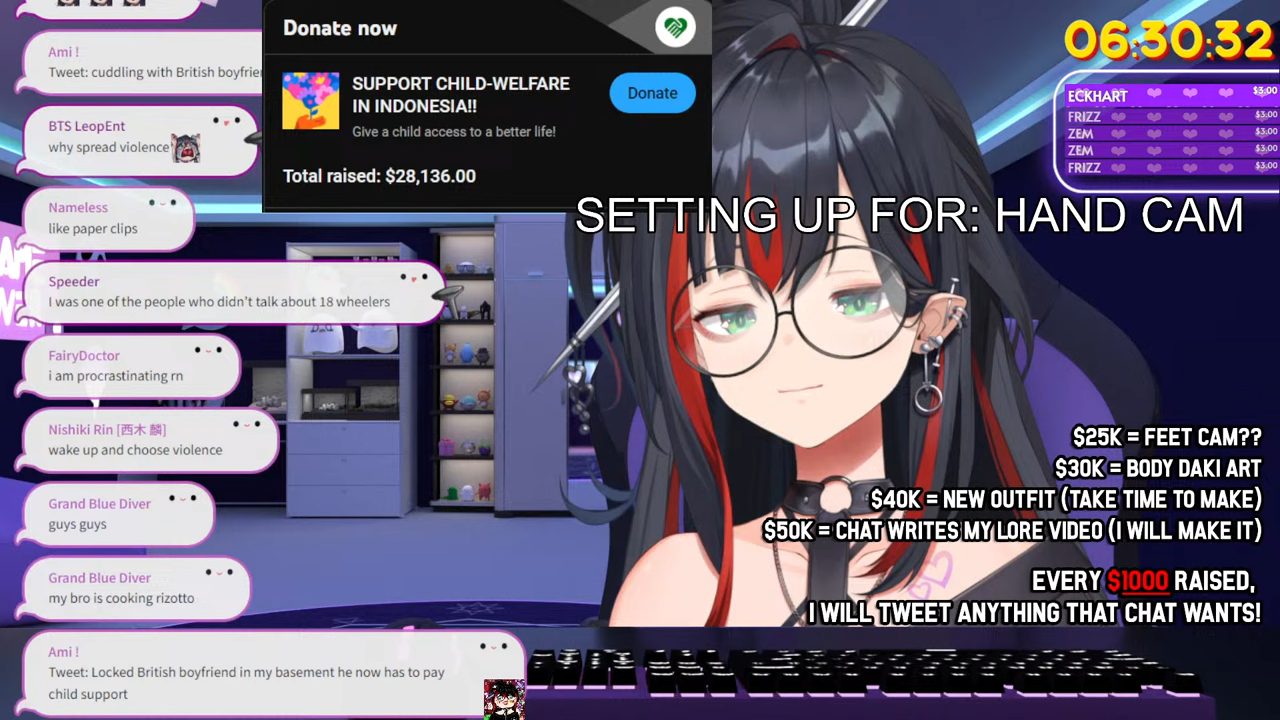 Ami !
Tweet: cuddling with British boyfrie
BTS LeopEnt
why spread violence
Nameless
like paper clips
Speeder
I was one of the people who didn't talk about 18 wheelers
FairyDoctor
i am procrastinating rn
Nishiki Rin [西木 麟]
wake up and choose violence
Grand Blue Diver
guys guys
Grand Blue Diver
my bro is cooking rizotto
Ami !
Tweet: Locked British boyfriend in my basement he now has to pay
child support
Donate now
SUPPORT CHILD-WELFARE
IN INDONESIA!!
Donate
Give a child access to a better life!
Total raised: $28,136.00
06:30:32
ECKHART $3.00
FRIZZ $3.00
ZEM $3.00
ZEM $3.00
FRIZZ $3.00
SETTING UP FOR: HAND CAM
$25K = FEET CAM??
$30K = BODY DAKI ART
$40K = NEW OUTFIT (TAKE TIME TO MAKE)
$50K = CHAT WRITES MY LORE VIDEO (I WILL MAKE IT)
EVERY $1000 RAISED,
I WILL TWEET ANYTHING THAT CHAT WANTS!